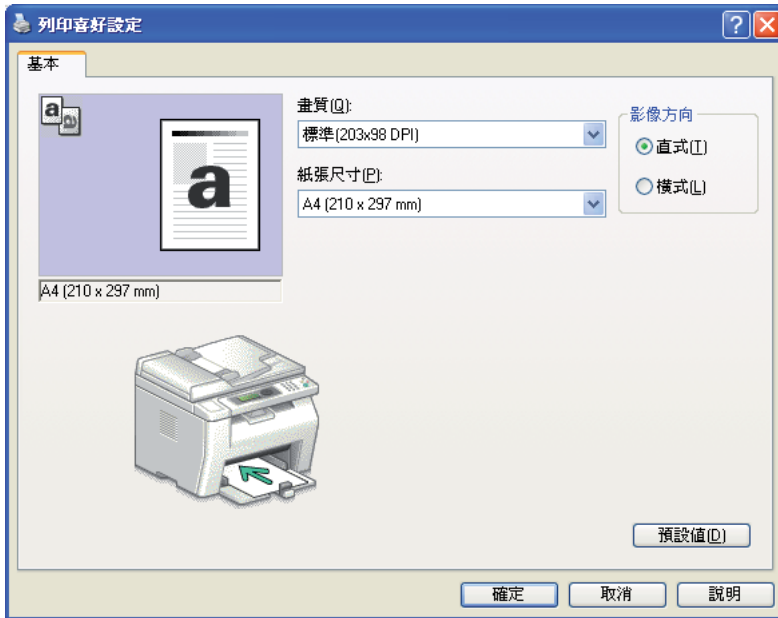 列印喜好設定
基本
畫質(Q):
標準(203x98 DPI)
紙張尺寸(P):
A4 (210 x 297 mm)
影像方向
直式(T)
橫式(L)
a
a
a
A4 (210 x 297 mm)
預設值(D)
確定
取消
說明